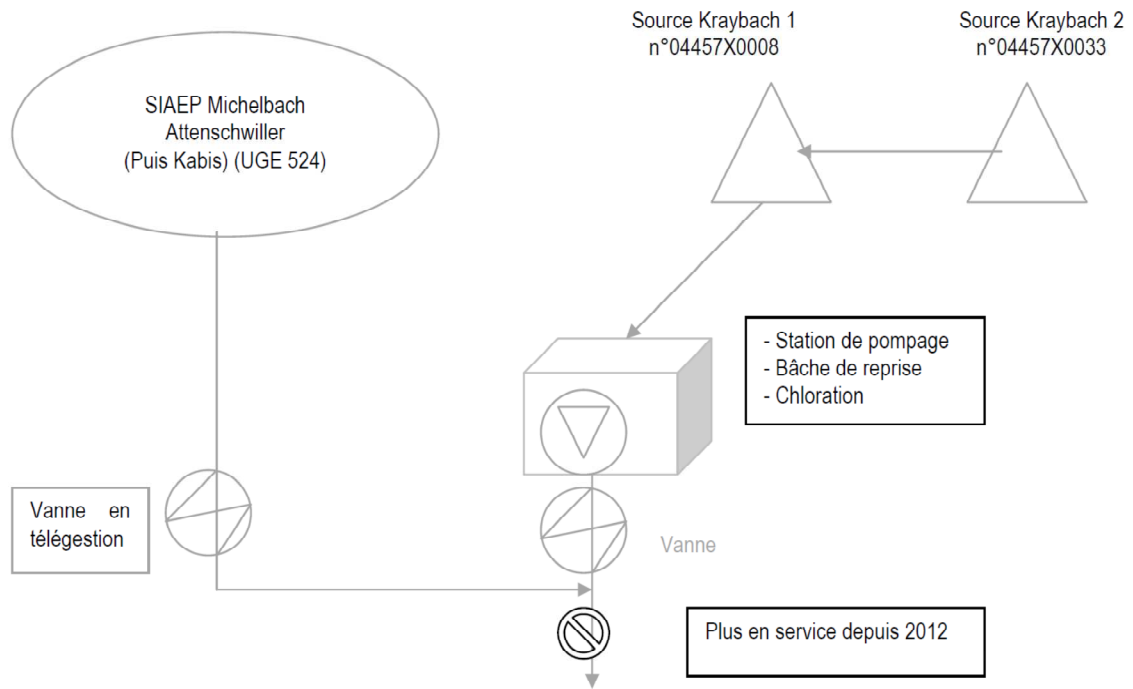 Source Kraybach 1
n°04457X0008
Source Kraybach 2
n°04457X0033
SIAEP Michelbach
Attenschwiller
(Puis Kabis) (UGE 524)
- Station de pompage
- Bâche de reprise
- Chloration
Vanne en
télégestion
Vanne
Plus en service depuis 2012